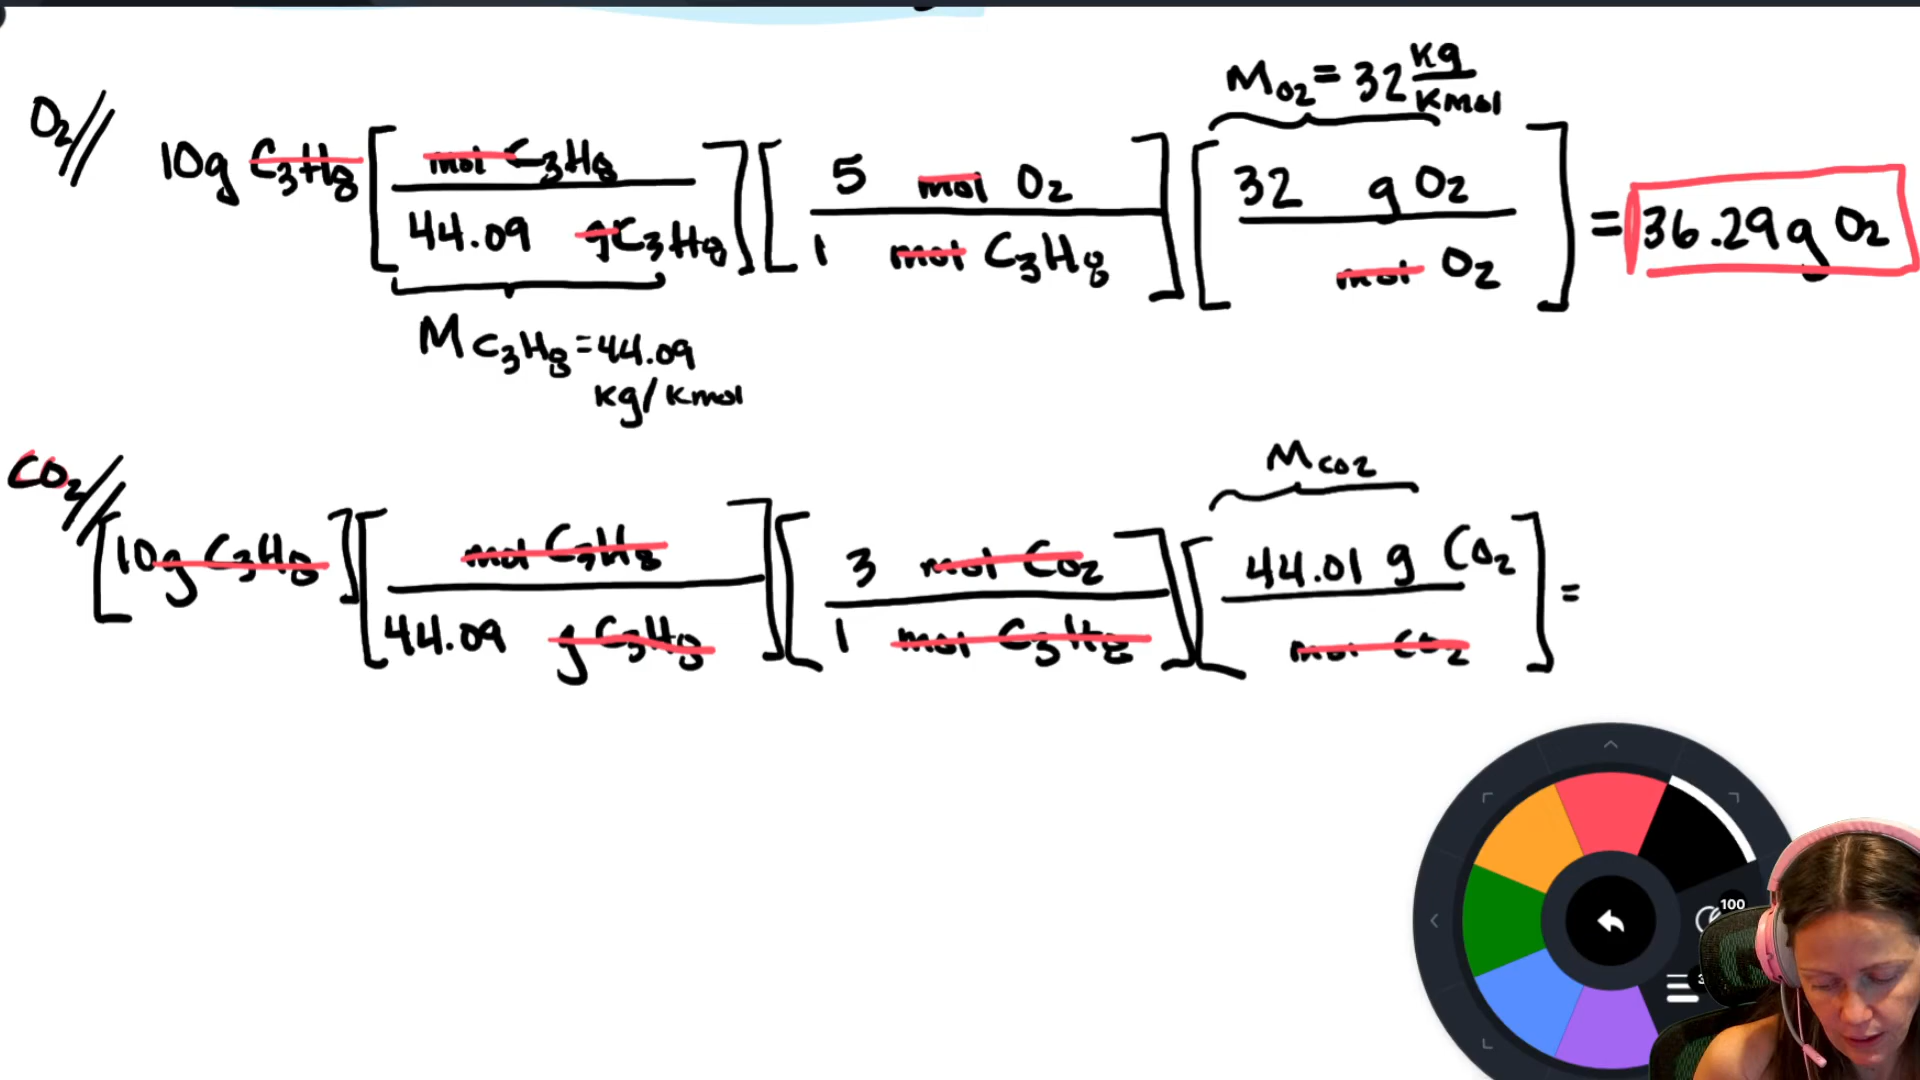 M O2 = 32 kg/Kmol
O2// 10g C3H8 [mol C3H8 / 44.09 gC3H8] [5 mol O2 / 1 mol C3H8] [32 g O2 / mol O2] = 36.29g O2
M C3H8 = 44.09
kg/Kmol
MCO2
CO2// [10g C3H8] [mol C3H8 / 44.09 g C3H8] [3 mol CO2 / 1 mol C3H8] [44.01 g CO2 / mol CO2] =
100